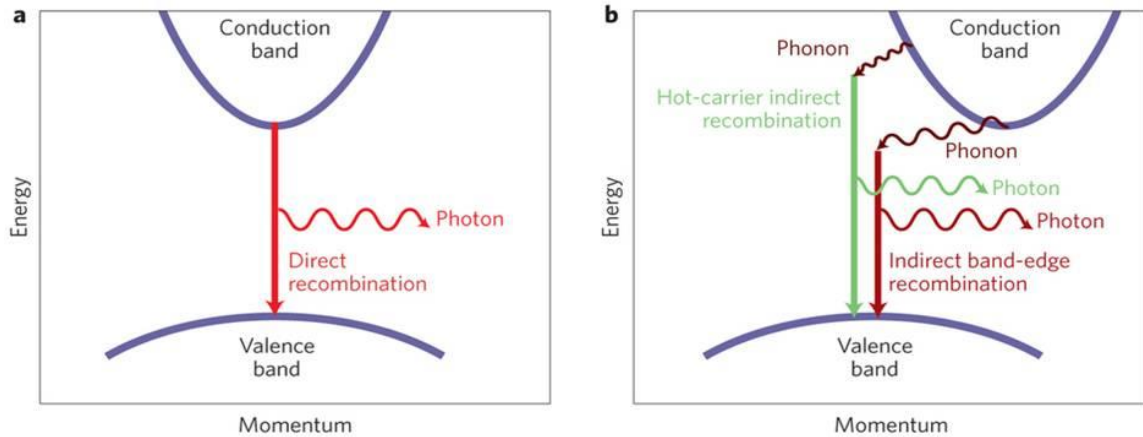 a
Conduction
band
Energy
Photon
Direct
recombination
Valence
band
Momentum
b
Phonon
Conduction
band
Hot-carrier indirect
recombination
Phonon
Energy
Photon
Photon
Indirect band-edge
recombination
Valence
band
Momentum